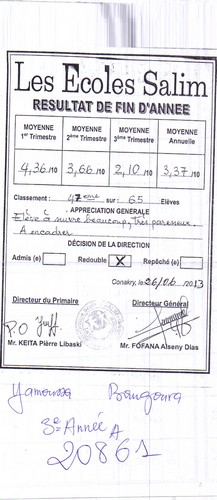 Les Ecoles Salim
RESULTAT DE FIN D'ANNEE
MOYENNE 1er Trimestre MOYENNE 2ème Trimestre MOYENNE 3ème Trimestre MOYENNE Annuelle
4,36/10 3,66/10 2,10/10 3,37/10
Classement : 47ème sur : 65 Elèves
APPRECIATION GENERALE
Elève à suivre beaucoup, Très paresseux.
A encadrer
DÉCISION DE LA DIRECTION
Admis (e) Redouble X Repêché (e)
Conakry, le 26/06 2013
Directeur du Primaire Directeur Général
P.O
Mr. KEITA Pièrre Libaski Mr. FOFANA Alseny Dias
Bangoura
3e Année A
20861